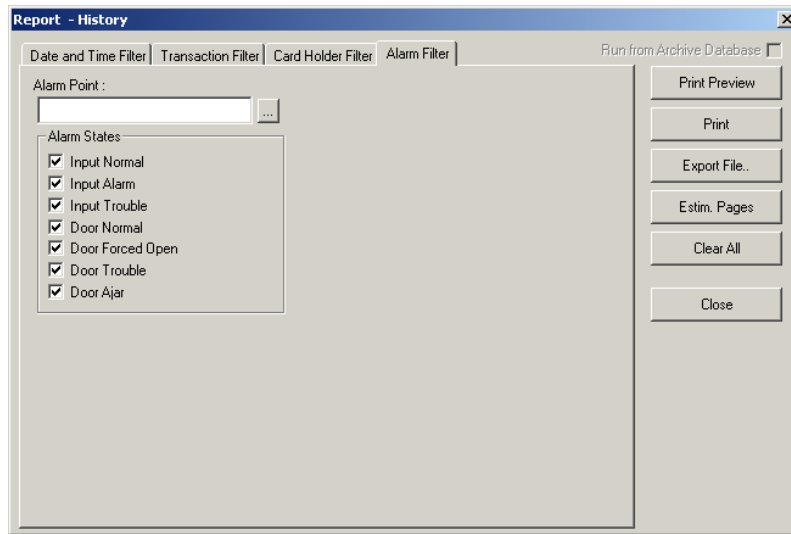 Report - History
Date and Time Filter Transaction Filter Card Holder Filter Alarm Filter Run from Archive Database
Alarm Point :
...
Alarm States
Input Normal
Input Alarm
Input Trouble
Door Normal
Door Forced Open
Door Trouble
Door Ajar
Print Preview
Print
Export File..
Estim. Pages
Clear All
Close